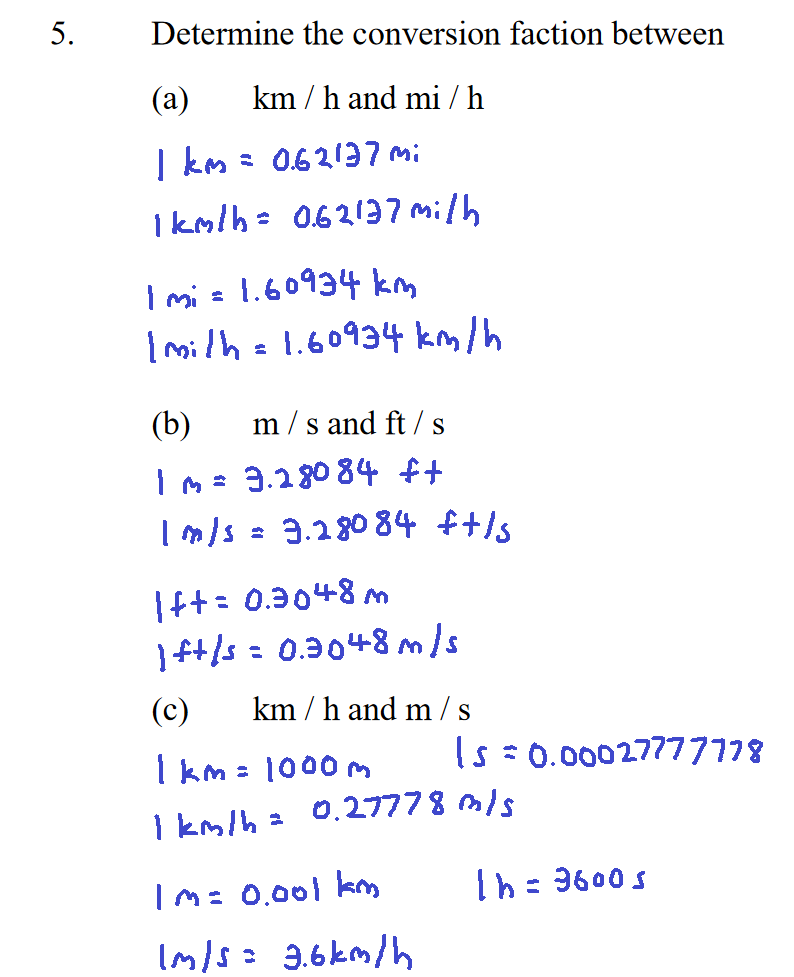 5. Determine the conversion faction between
(a) km / h and mi / h
1 km = 0.62137 mi
1 km/h = 0.62137 mi/h
1 mi = 1.60934 km
1 mi/h = 1.60934 km/h
(b) m / s and ft / s
1 m = 3.28084 ft
1 m/s = 3.28084 ft/s
1 ft = 0.3048 m
1 ft/s = 0.3048 m/s
(c) km / h and m / s
1 km = 1000 m 1 s = 0.00027777778
1 km/h = 0.27778 m/s
1 m = 0.001 km 1 h = 3600 s
1 m/s = 3.6 km/h